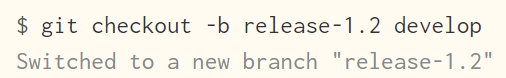 $ git checkout -b release-1.2 develop
Switched to a new branch "release-1.2"